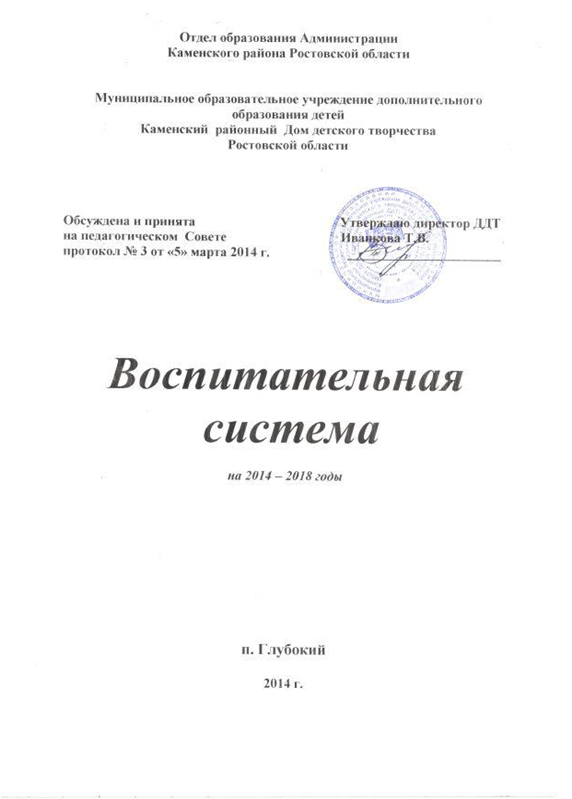 Отдел образования Администрации
Каменского района Ростовской области
Муниципальное образовательное учреждение дополнительного
образования детей
Каменский районный Дом детского творчества
Ростовской области
Обсуждена и принята
на педагогическом Совете
протокол № 3 от «5» марта 2014 г.
Утверждаю директор ДДТ
Иванкова Т.В.
Воспитательная
система
на 2014 – 2018 годы
п. Глубокий
2014 г.